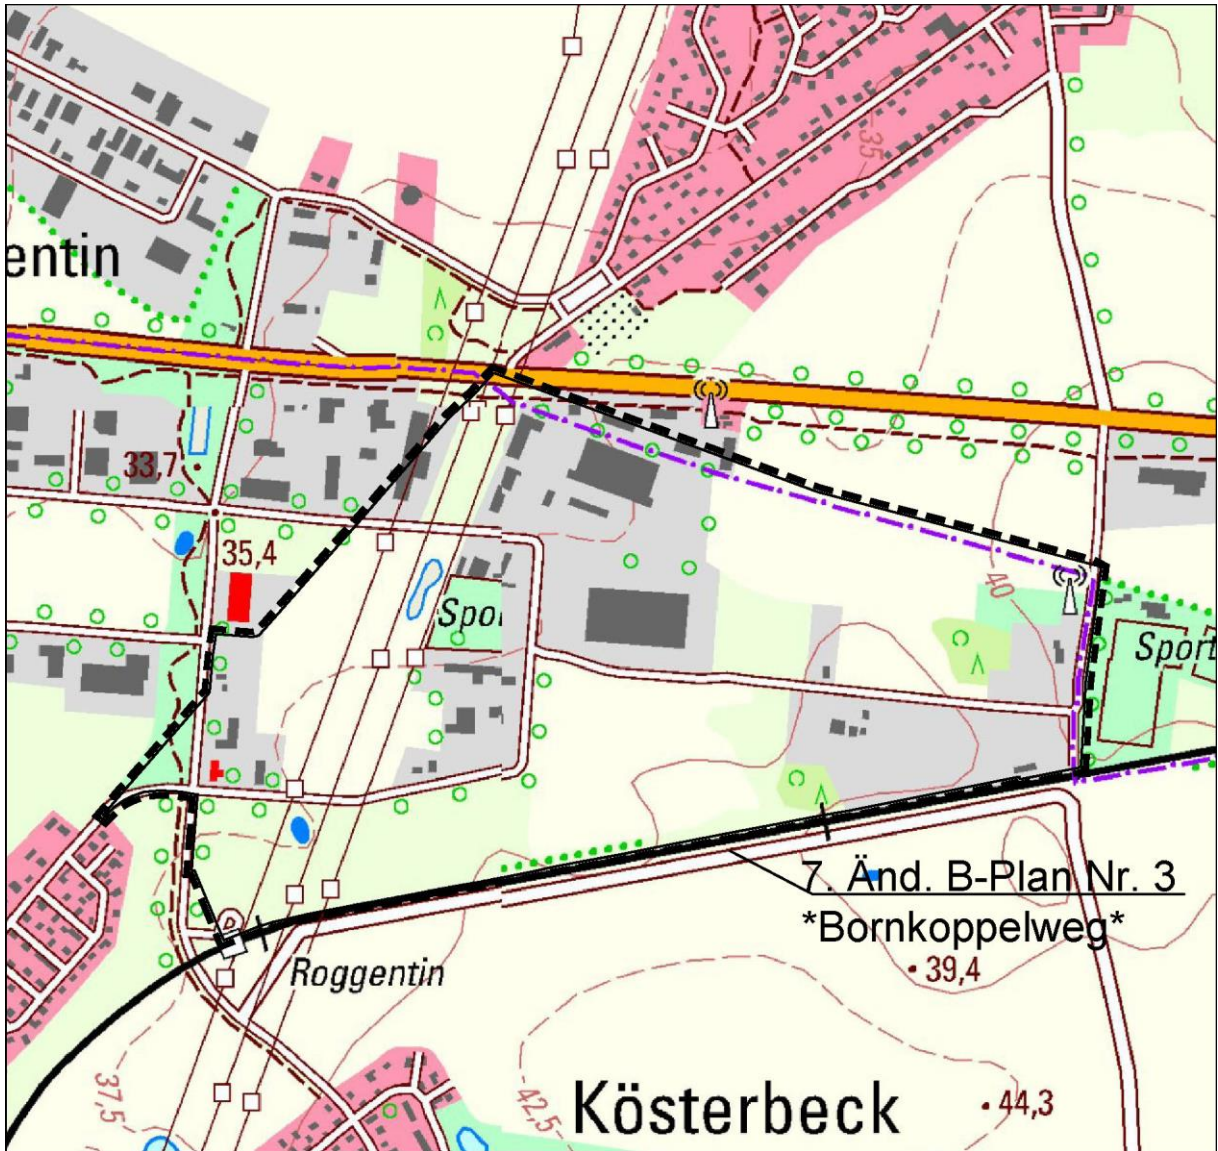 35
entin
33,7
35,4
Spor
40
Sport
7. Änd. B-Plan Nr. 3
*Bornkoppelweg*
P
Roggentin
39,4
37,5
42,5
Kösterbeck
44,3